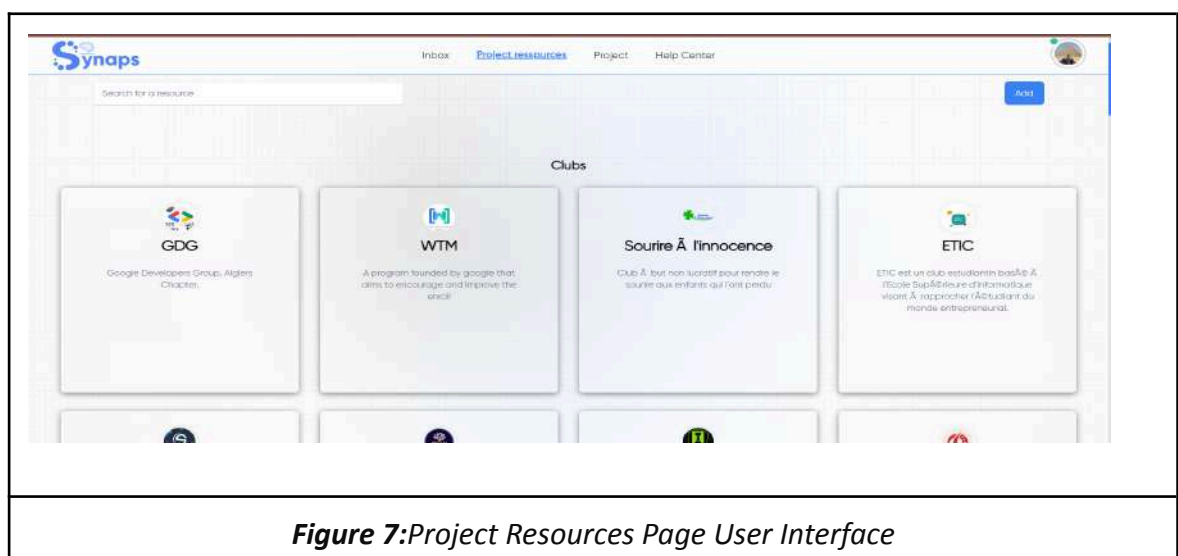 Synaps
Inbox Project ressources Project Help Center
Search for a resource
Add
Clubs
GDG
Google Developers Group, Algiers
Chapter.
WTM
A program founded by google that
aims to encourage and improve the
enroll
Sourire Ã l'innocence
Club Ã but non lucratif pour rendre le
sourire aux enfants qui l'ont perdu
ETIC
ETIC est un club estudiantin basÃ© Ã
l'Ecole SupÃ©rieure d'Informatique
visant Ã rapprocher l'Ã©tudiant du
monde entrepreneurial.
Figure 7:Project Resources Page User Interface